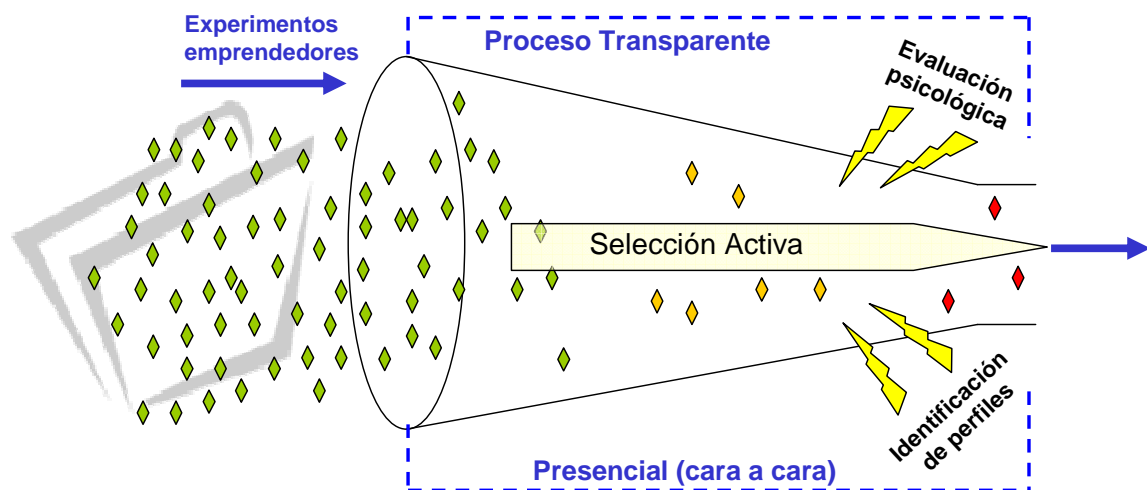 Experimentos
emprendedores
Proceso Transparente
Evaluación
psicológica
Selección Activa
Identificación
de perfiles
Presencial (cara a cara)